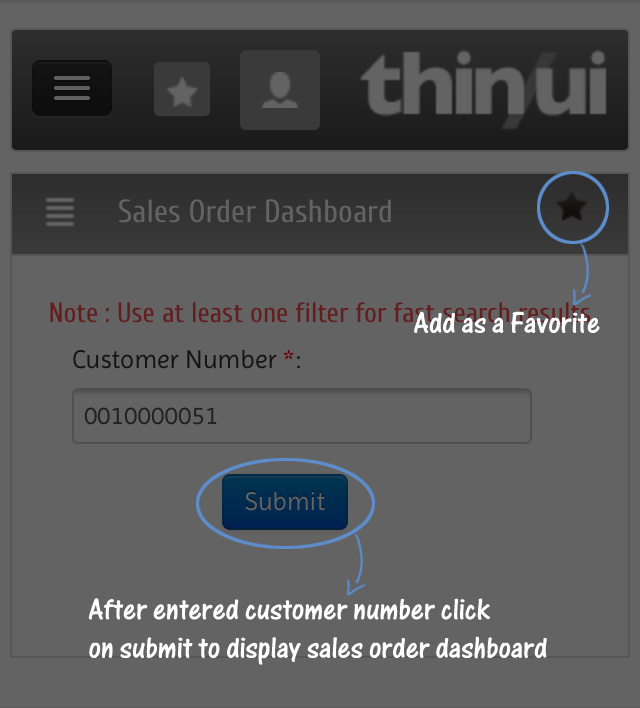 thinui
Sales Order Dashboard
Note : Use at least one filter for fast search results
Add as a Favorite
Customer Number *:
0010000051
Submit
After entered customer number click
on submit to display sales order dashboard